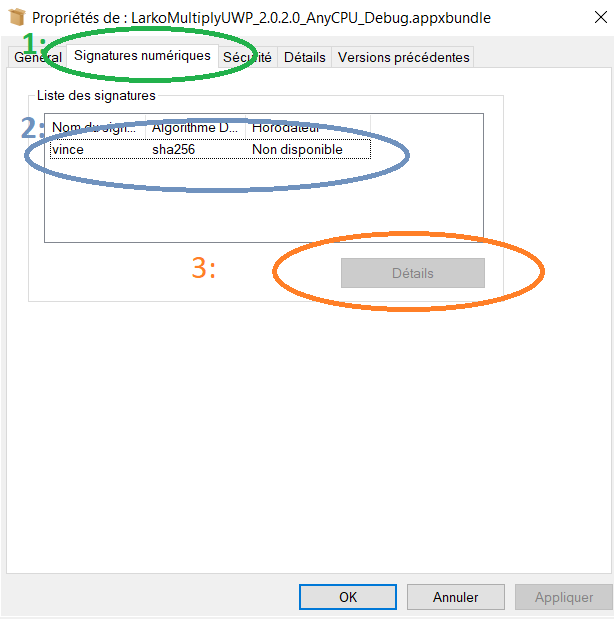 Propriétés de : LarkoMultiplyUWP_2.0.2.0_AnyCPU_Debug.appxbundle
1:
Général Signatures numériques Sécurité Détails Versions précédentes
Liste des signatures
2:
Nom du sign... Algorithme D... Horodateur
vince sha256 Non disponible
3:
Détails
OK Annuler Appliquer